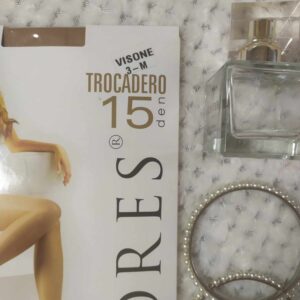 VISONE
3-M
TROCADERO
15 den
ORES®